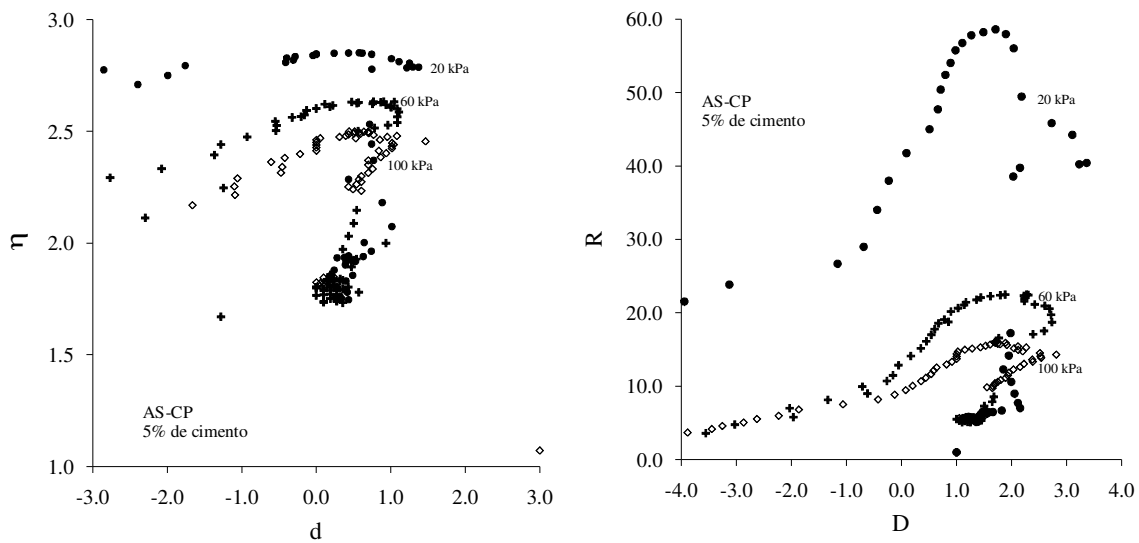 3.0
2.5
2.0
1.5
1.0
η
20 kPa
60 kPa
100 kPa
AS-CP
5% de cimento
-3.0 -2.0 -1.0 0.0 1.0 2.0 3.0
d
60.0
50.0
40.0
30.0
20.0
10.0
0.0
R
AS-CP
5% de cimento
20 kPa
60 kPa
100 kPa
-4.0 -3.0 -2.0 -1.0 0.0 1.0 2.0 3.0 4.0
D